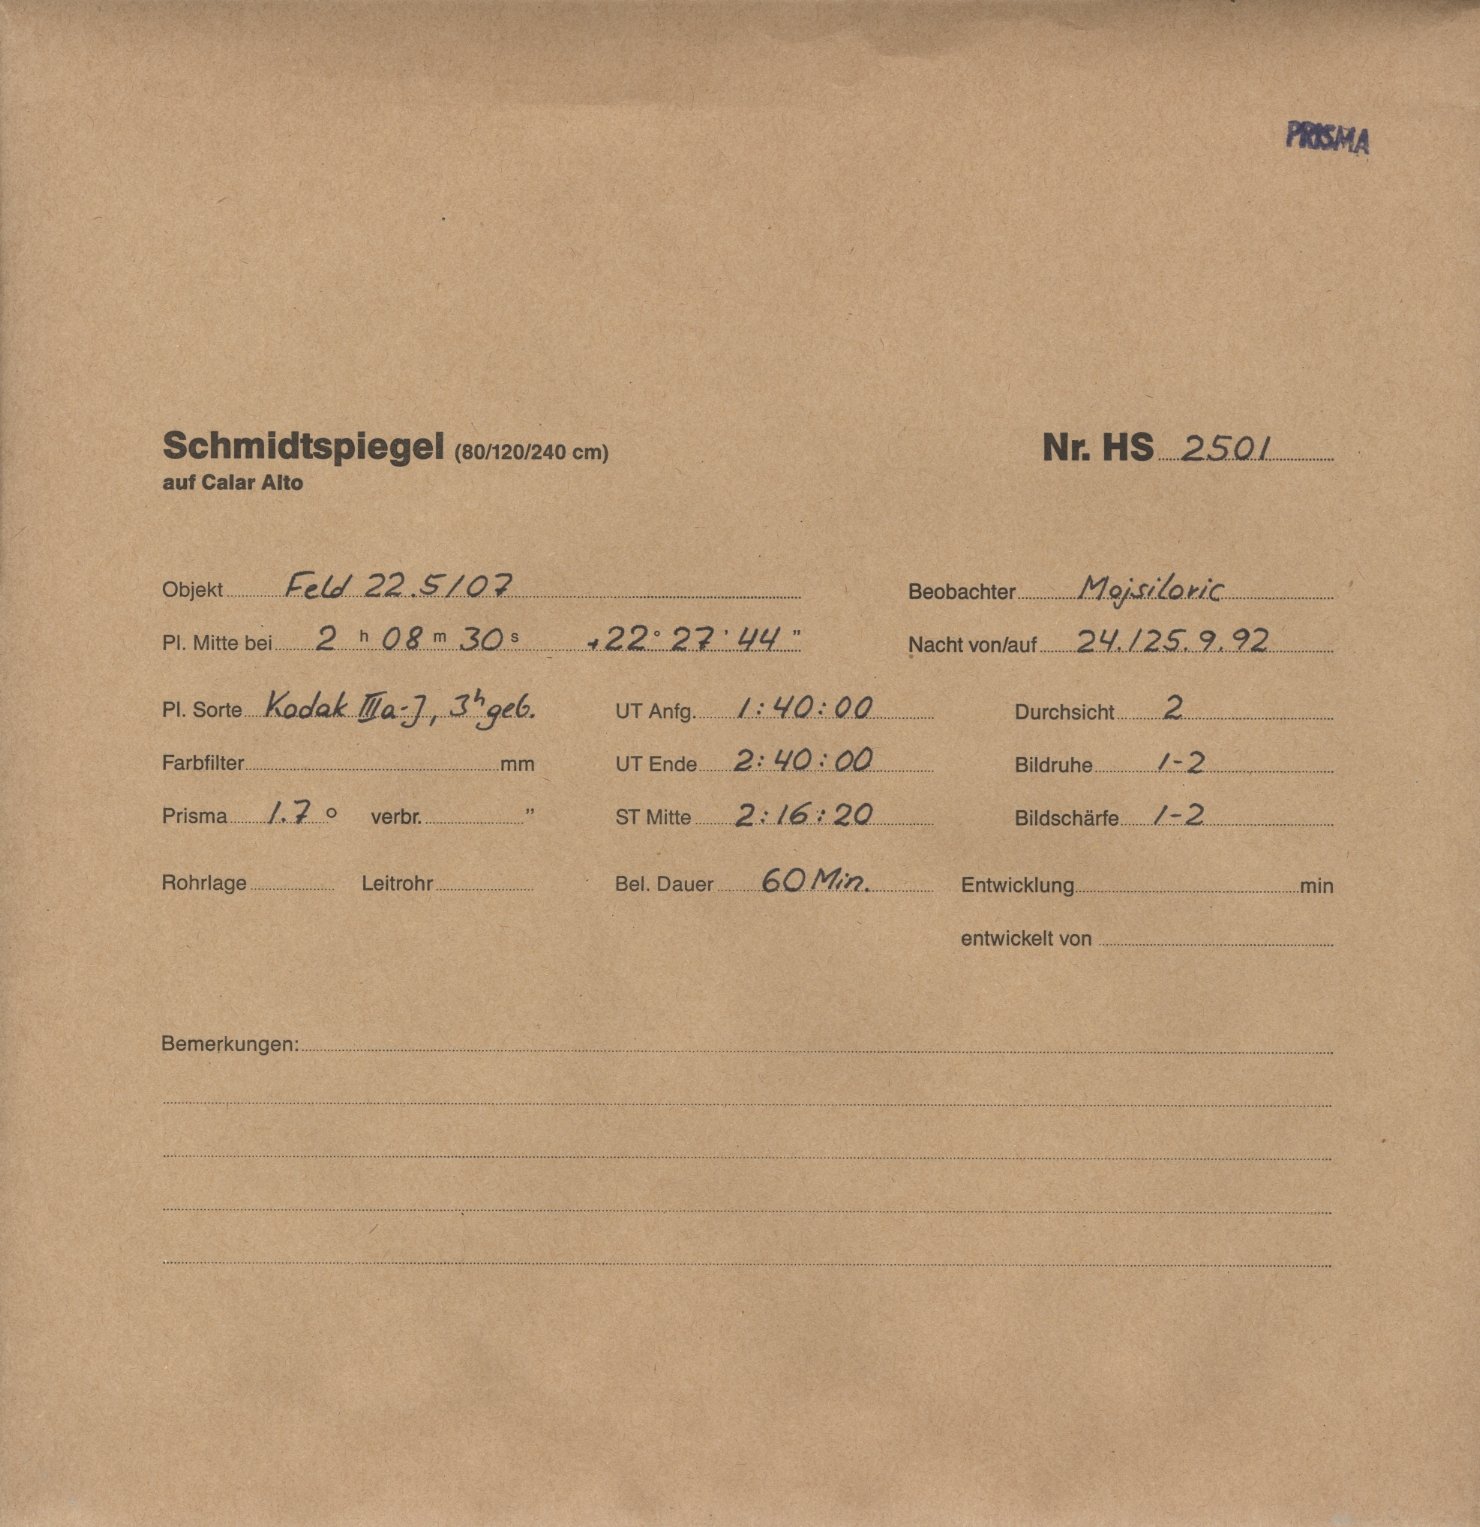 PRISMA
Schmidtspiegel (80/120/240 cm) Nr. HS 2501
auf Calar Alto
Objekt Feld 22.5/07 Beobachter Mojsilovic
Pl. Mitte bei 2 h 08 m 30 s +22° 27' 44" Nacht von/auf 24./25.9.92
Pl. Sorte Kodak IIIa-J, 3h geb. UT Anfg. 1:40:00 Durchsicht 2
Farbfilter mm UT Ende 2:40:00 Bildruhe 1-2
Prisma 1.7° verbr. " ST Mitte 2:16:20 Bildschärfe 1-2
Rohrlage Leitrohr Bel. Dauer 60 Min. Entwicklung min
entwickelt von
Bemerkungen: